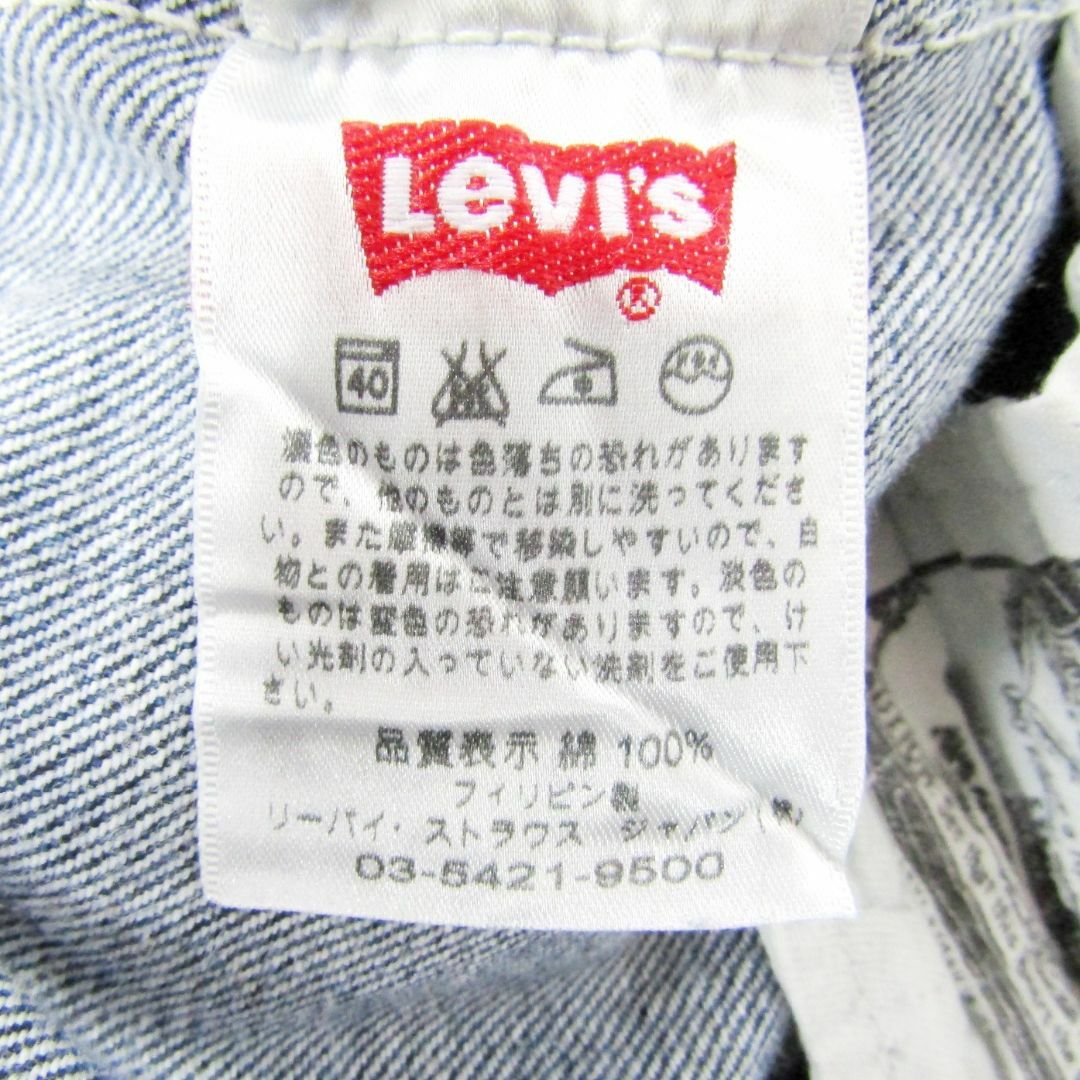 Levi's
®
40
濃色のものは色落ちの恐れがあります
ので、他のものとは別に洗ってくださ
い。また摩擦等で移染しやすいので、白
物との着用はご注意願います。淡色の
ものは変色の恐れがありますので、け
い光剤の入っていない洗剤をご使用下
さい。
品質表示 綿 100%
フィリピン製
リーバイ・ストラウス ジャパン(株)
03-5421-9500